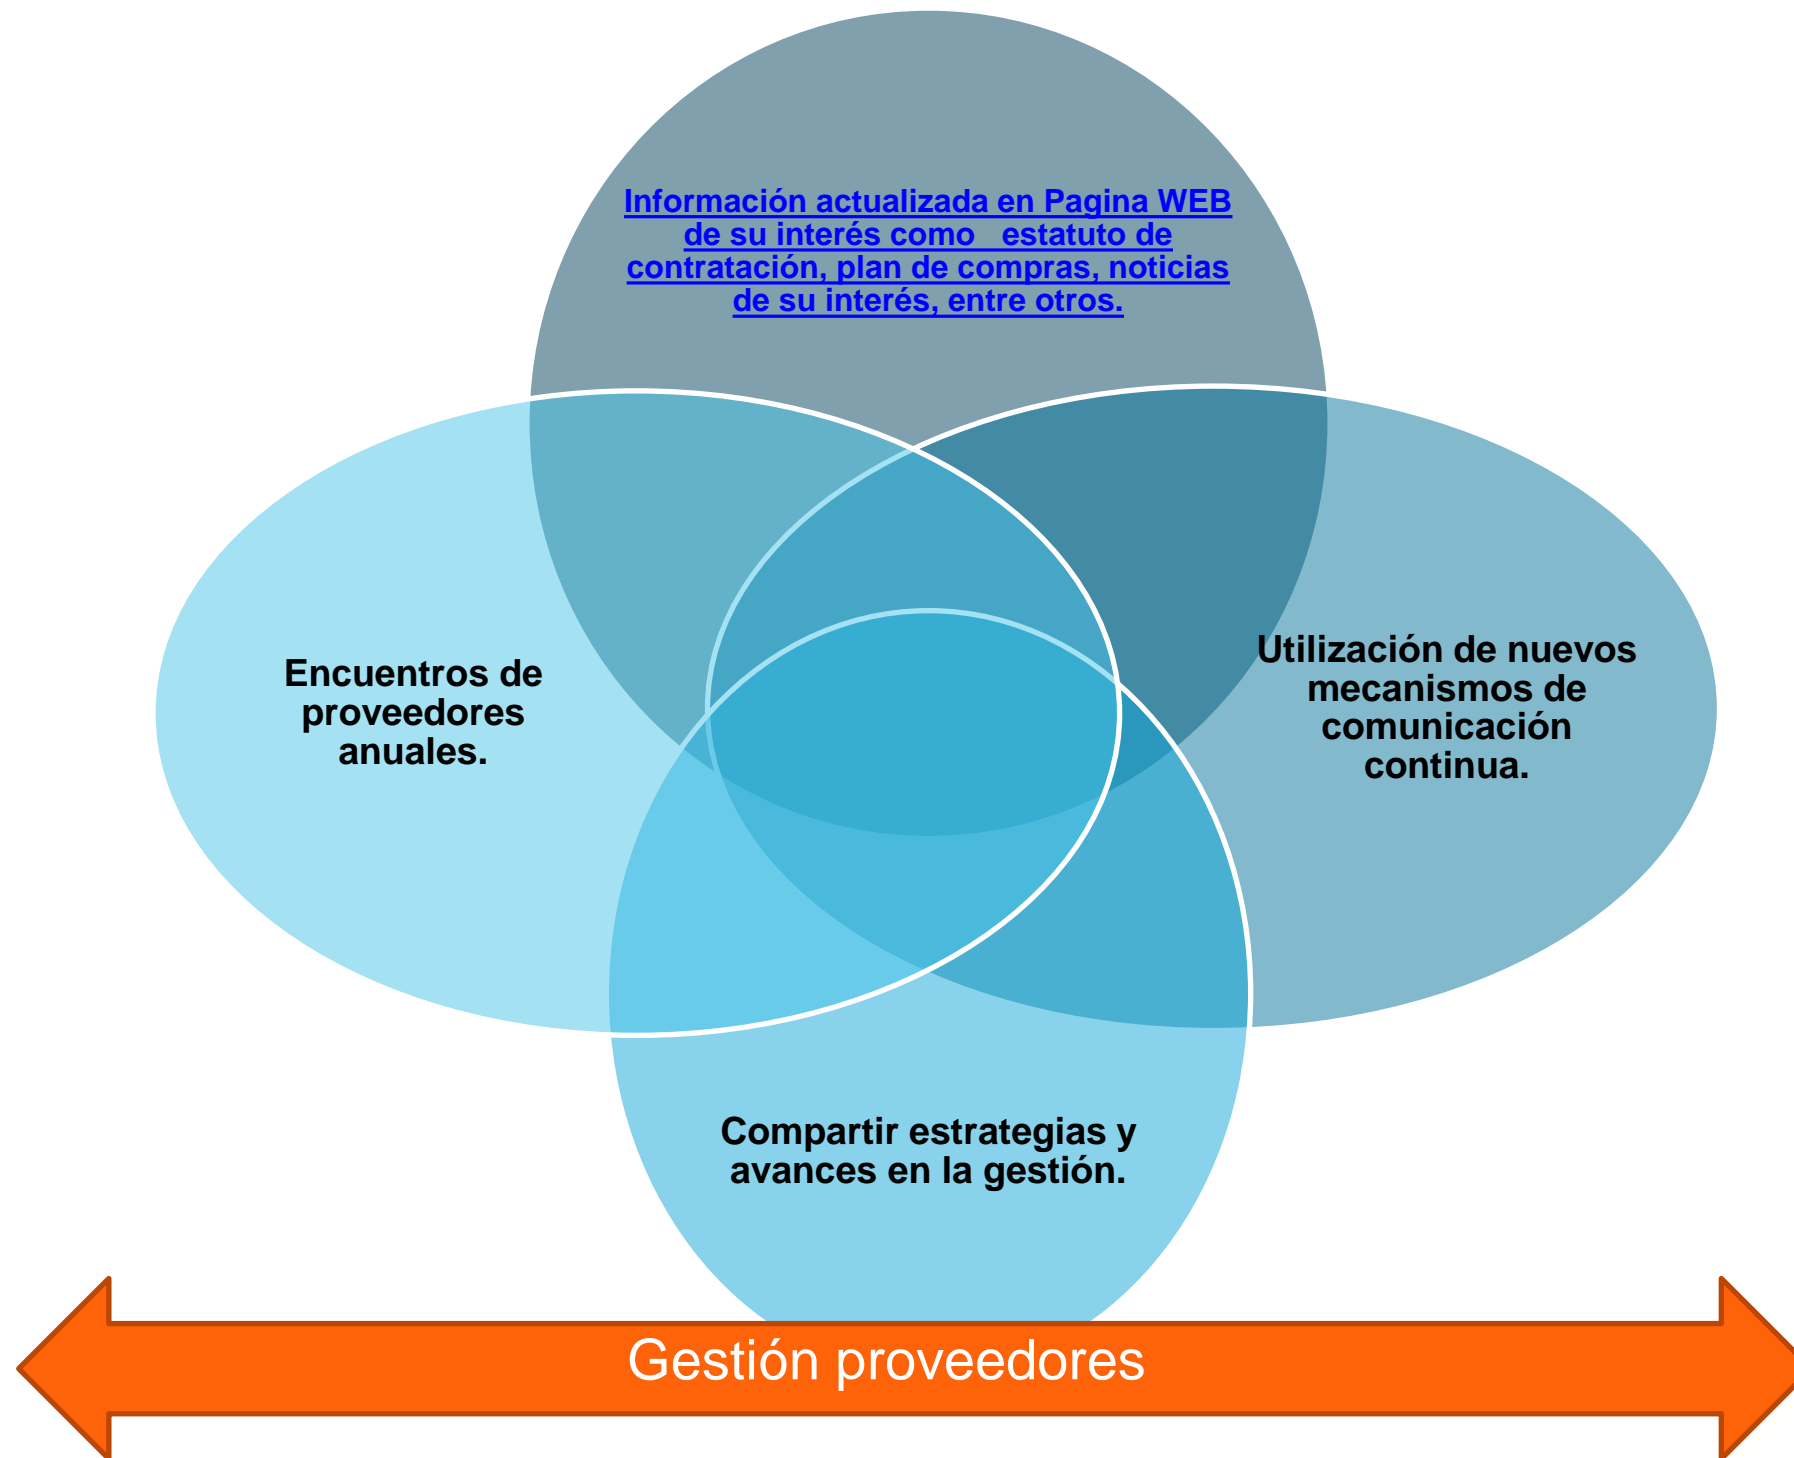 Información actualizada en Pagina WEB
de su interés como   estatuto de
contratación, plan de compras, noticias
de su interés, entre otros.
Encuentros de
proveedores
anuales.
Utilización de nuevos
mecanismos de
comunicación
continua.
Compartir estrategias y
avances en la gestión.
Gestión proveedores